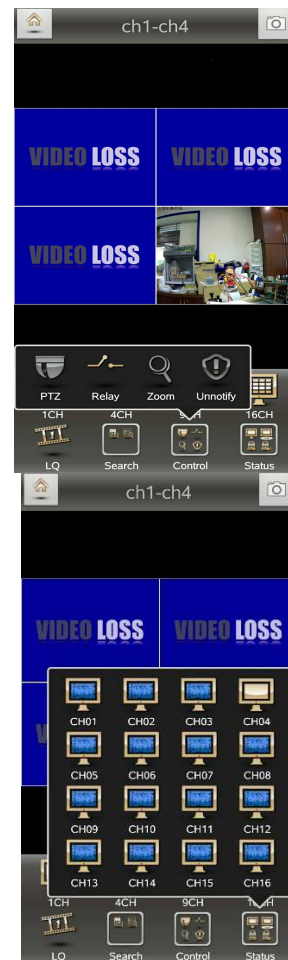 ch1-ch4
VIDEO LOSS VIDEO LOSS
VIDEO LOSS
PTZ Relay Zoom Unnotify
1CH 4CH 9CH 16CH
LQ Search Control Status
ch1-ch4
VIDEO LOSS VIDEO LOSS
CH01 CH02 CH03 CH04
CH05 CH06 CH07 CH08
CH09 CH10 CH11 CH12
CH13 CH14 CH15 CH16
1CH 4CH 9CH
LQ Search Control Status